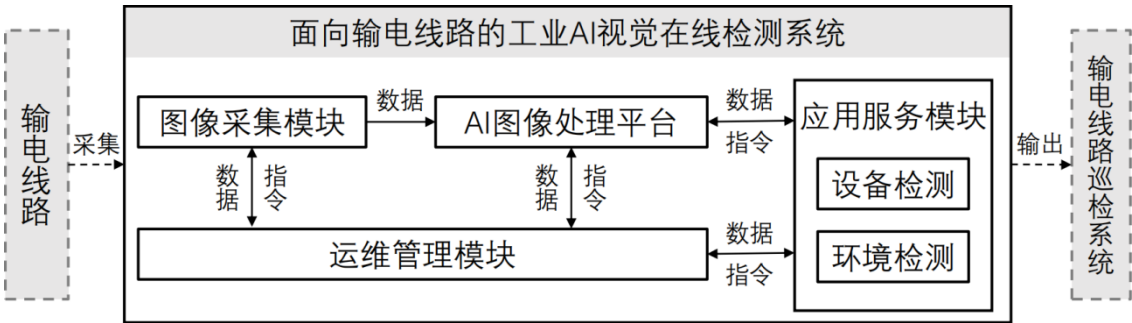 面向输电线路的工业AI视觉在线检测系统
输电线路
采集
图像采集模块
数据
AI图像处理平台
数据
指令
应用服务模块
设备检测
环境检测
数据
指令
数据
指令
运维管理模块
数据
指令
输出
输电线路巡检系统